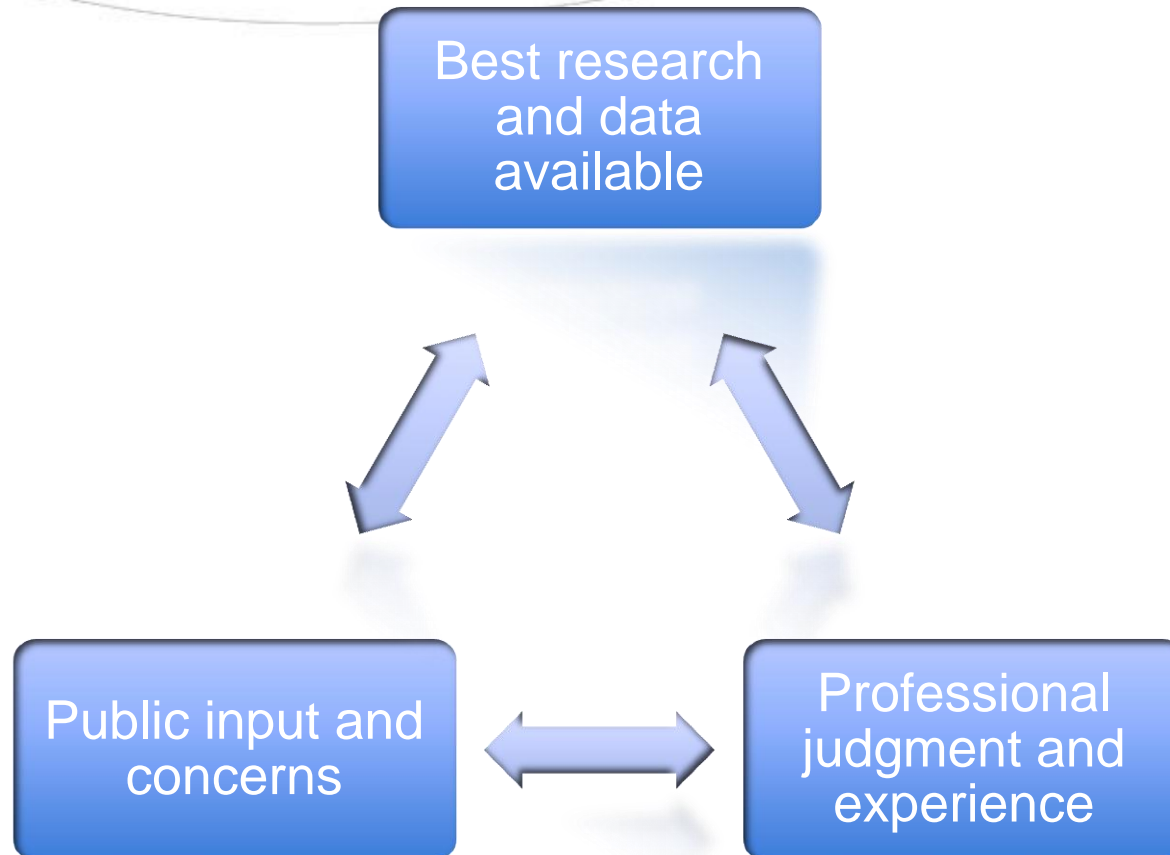 Best research
and data
available
Public input and
concerns
Professional
judgment and
experience